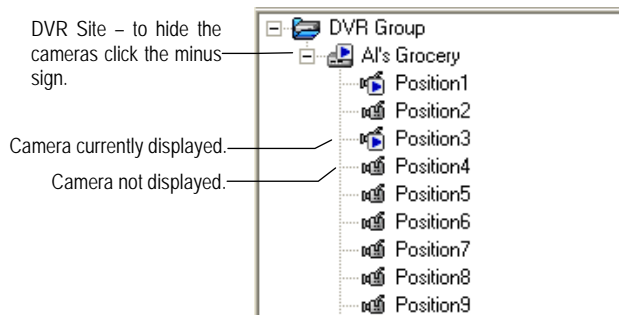 DVR Site – to hide the
cameras click the minus
sign.
Camera currently displayed.
Camera not displayed.
DVR Group
Al's Grocery
Position1
Position2
Position3
Position4
Position5
Position6
Position7
Position8
Position9